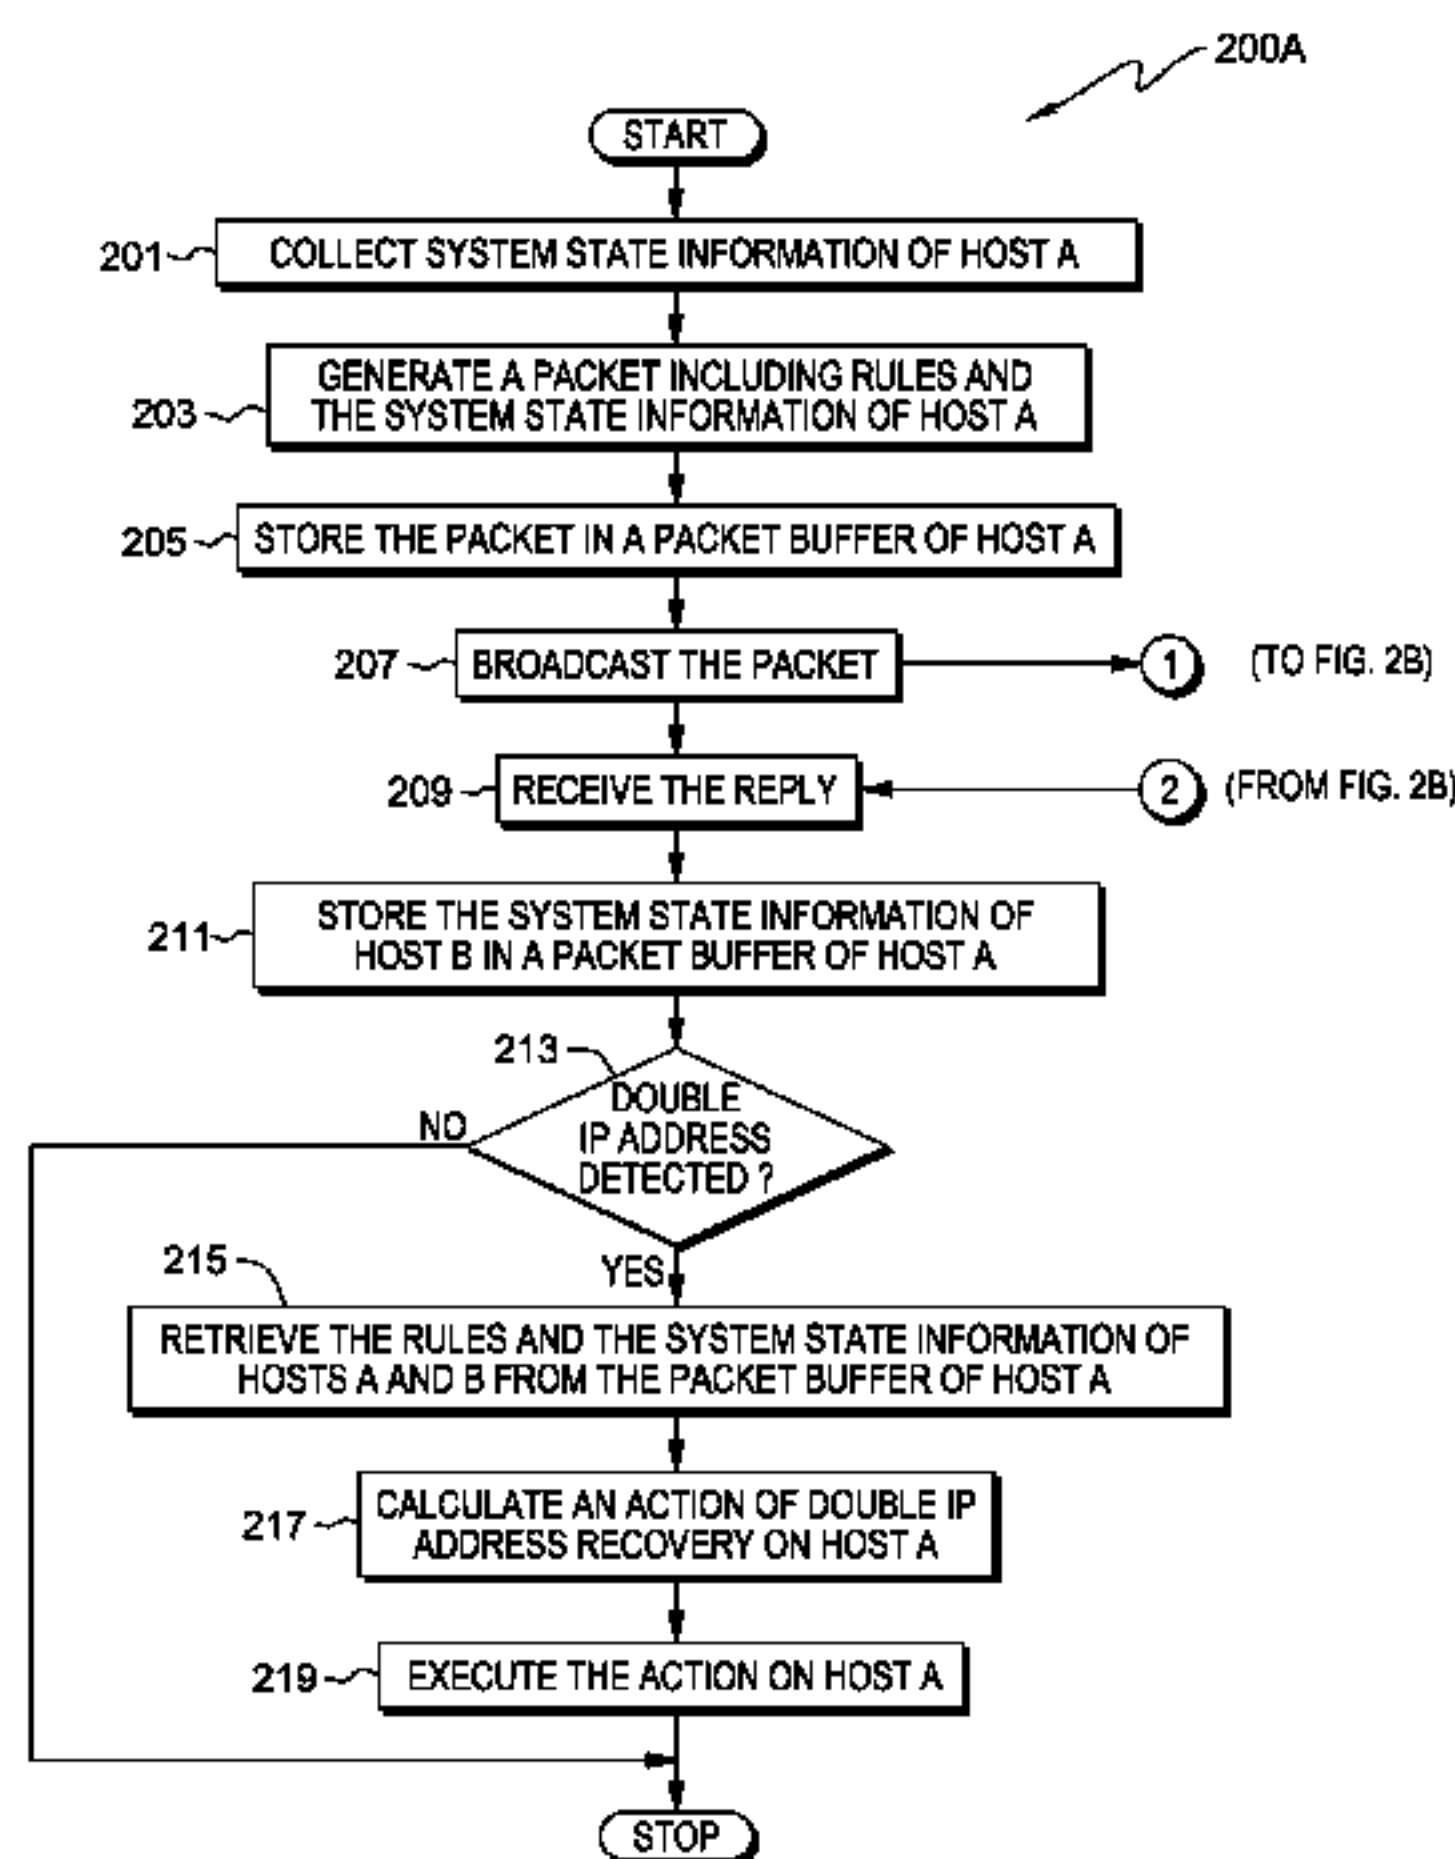 200A
START
201
COLLECT SYSTEM STATE INFORMATION OF HOST A
GENERATE A PACKET INCLUDING RULES AND
203
THE SYSTEM STATE INFORMATION OF HOST A
205
STORE THE PACKET IN A PACKET BUFFER OF HOST A
207
BROADCAST THE PACKET
1
(TO FIG. 2B)
209
RECEIVE THE REPLY
2
(FROM FIG. 2B)
STORE THE SYSTEM STATE INFORMATION OF
211
HOST B IN A PACKET BUFFER OF HOST A
213
DOUBLE
NO
IP ADDRESS
DETECTED ?
215
YES
RETRIEVE THE RULES AND THE SYSTEM STATE INFORMATION OF
HOSTS A AND B FROM THE PACKET BUFFER OF HOST A
CALCULATE AN ACTION OF DOUBLE IP
217
ADDRESS RECOVERY ON HOST A
219
EXECUTE THE ACTION ON HOST A
STOP